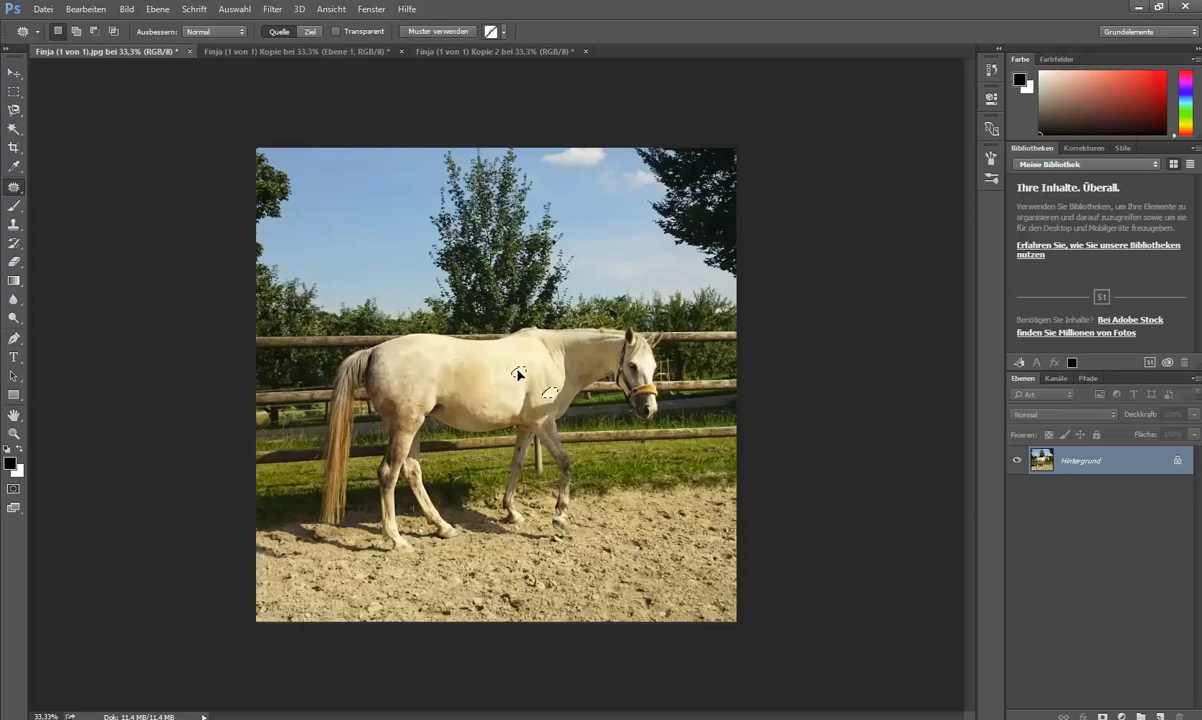 Ps Datei Bearbeiten Bild Ebene Schrift Auswahl Filter 3D Ansicht Fenster Hilfe
Ausbessern: Normal Quelle Ziel Transparent Muster verwenden Grundelemente
Finja (1 von 1).jpg bei 33,3% (RGB/8) * × Finja (1 von 1) Kopie bei 33,3% (Ebene 1, RGB/8) * × Finja (1 von 1) Kopie 2 bei 33,3% (RGB/8) * ×
Farbe Farbfelder
Bibliotheken Korrekturen Stile
Meine Bibliothek
Ihre Inhalte. Überall.
Verwenden Sie Bibliotheken, um Ihre Elemente zu
organisieren und darauf zuzugreifen sowie um sie
für den Desktop und Mobilgeräte freizugeben.
Erfahren Sie, wie Sie unsere Bibliotheken
nutzen
St
Benötigen Sie Inhalte? Bei Adobe Stock
finden Sie Millionen von Fotos
A fx St
Ebenen Kanäle Pfade
Art
Normal Deckkraft: 100%
Fixieren: Fläche: 100%
Hintergrund
33,33% Dok: 11,4 MB/11,4 MB